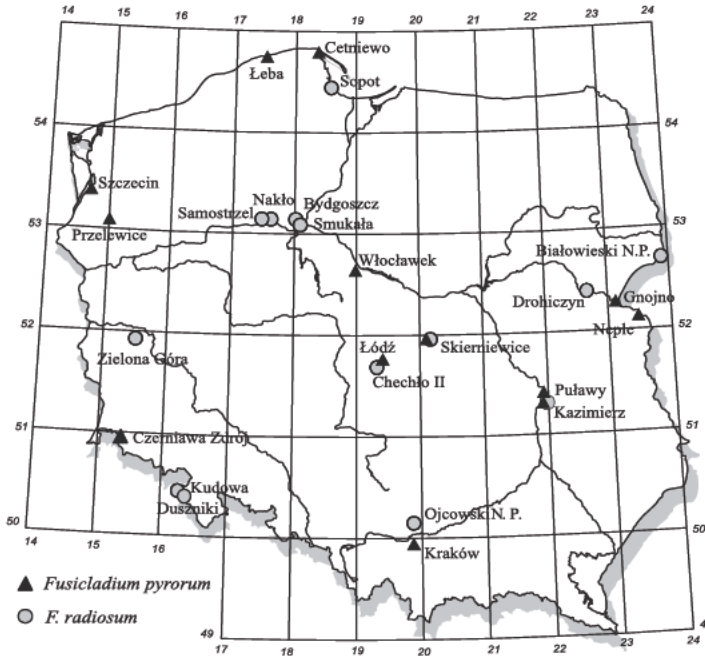 14 15 16 17 18 19 20 21 22 23 24
Cetniewo
Łeba
Sopot
54 54
Szczecin
Nakło Bydgoszcz
Samostrzel Smukała
53 53
Przelewice
Białowieski N.P.
Włocławek
Drohiczyn Gnojno
Neple
52 52
Łódź Skierniewice
Zielona Góra
Chechło II
Puławy
Kazimierz
51 51
Czerniawa Zdrój
Kudowa
Duszniki
Ojcowski N. P.
50 50
14 15 16
Kraków
▲ Fusicladium pyrorum
F. radiosum
49
17 18 19 20 21 22 23 24